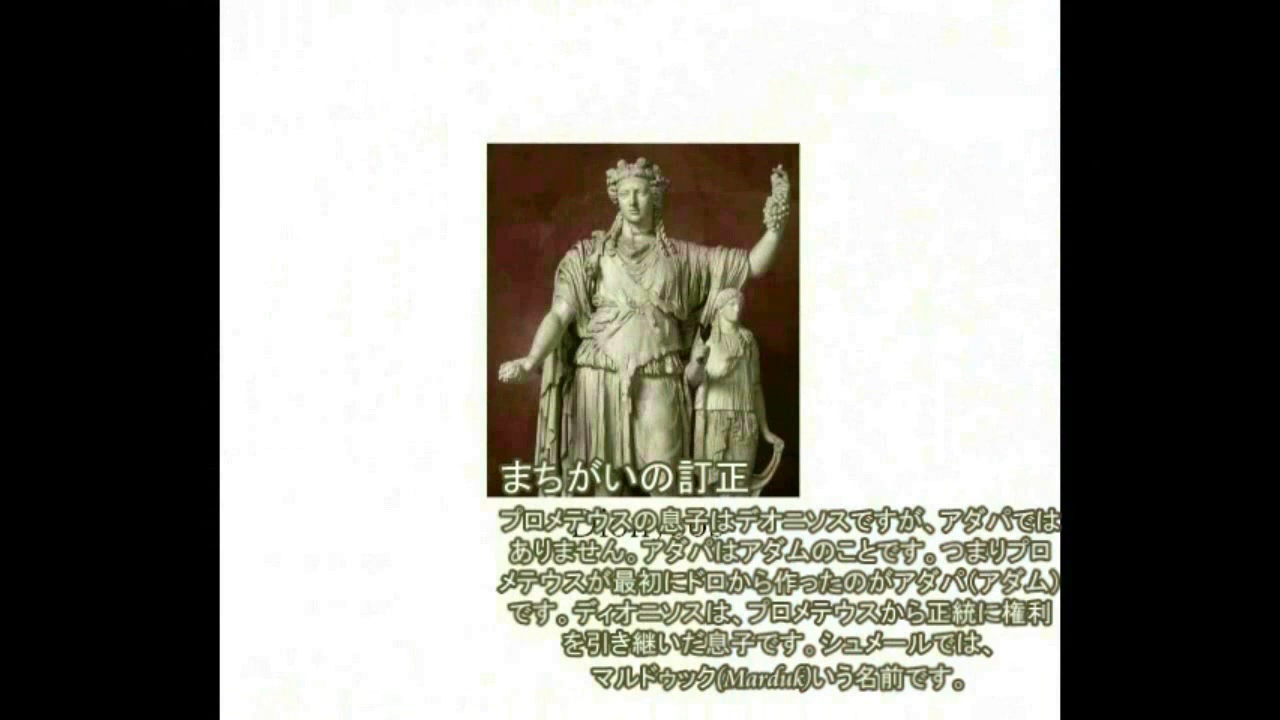 まちがいの訂正
プロメテウスの息子はデオニソスですが、アダパでは
ありません。アダパはアダムのことです。つまりプロ
メテウスが最初にドロから作ったのがアダパ(アダム)
です。ディオニソスは、プロメテウスから正統に権利
を引き継いだ息子です。シュメールでは、
マルドゥック(Marduk)いう名前です。